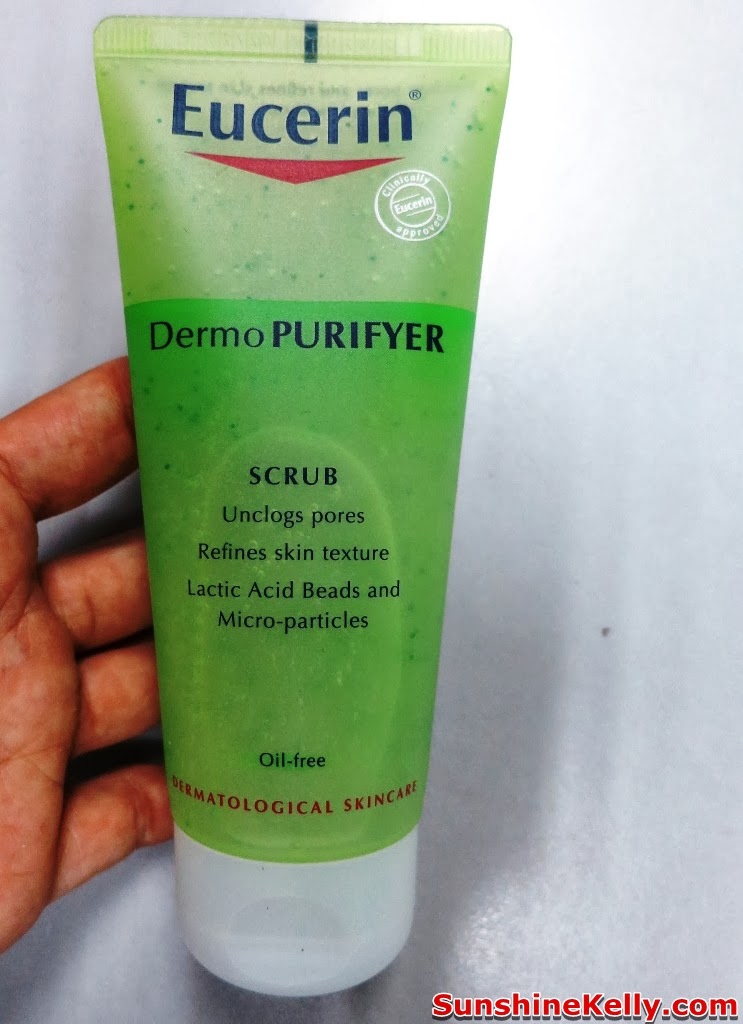 Eucerin®
Clinically
Eucerin
approved
DermoPURIFYER
SCRUB
Unclogs pores
Refines skin texture
Lactic Acid Beads and
Micro-particles
Oil-free
DERMATOLOGICAL SKINCARE
SunshineKelly.com